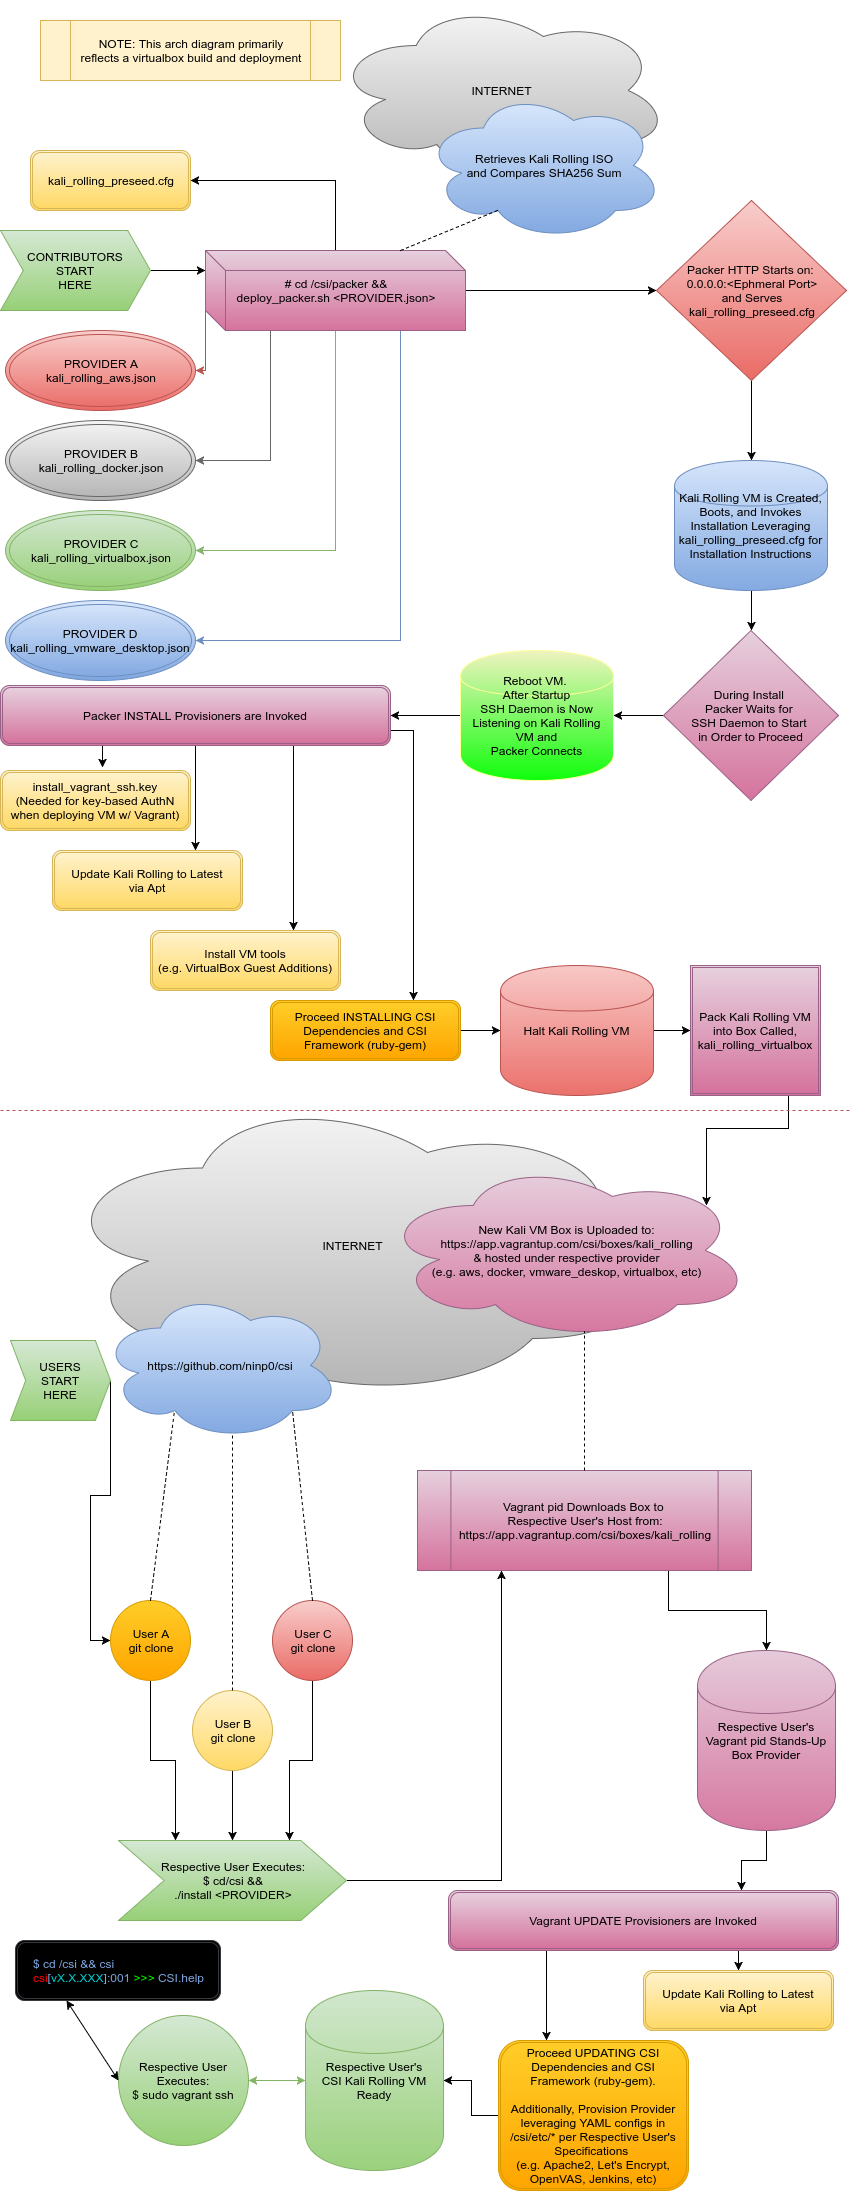 NOTE: This arch diagram primarily
reflects a virtualbox build and deployment
INTERNET
Retrieves Kali Rolling ISO
and Compares SHA256 Sum
kali_rolling_preseed.cfg
CONTRIBUTORS
START
HERE
# cd /csi/packer &&
deploy_packer.sh <PROVIDER.json>
Packer HTTP Starts on:
0.0.0.0:<Ephmeral Port>
and Serves
kali_rolling_preseed.cfg
PROVIDER A
kali_rolling_aws.json
PROVIDER B
kali_rolling_docker.json
PROVIDER C
kali_rolling_virtualbox.json
PROVIDER D
kali_rolling_vmware_desktop.json
Kali Rolling VM is Created,
Boots, and Invokes
Installation Leveraging
kali_rolling_preseed.cfg for
Installation Instructions
During Install
Packer Waits for
SSH Daemon to Start
in Order to Proceed
Reboot VM.
After Startup
SSH Daemon is Now
Listening on Kali Rolling
VM and
Packer Connects
Packer INSTALL Provisioners are Invoked
install_vagrant_ssh.key
(Needed for key-based AuthN
when deploying VM w/ Vagrant)
Update Kali Rolling to Latest
via Apt
Install VM tools
(e.g. VirtualBox Guest Additions)
Proceed INSTALLING CSI
Dependencies and CSI
Framework (ruby-gem)
Halt Kali Rolling VM
Pack Kali Rolling VM
into Box Called,
kali_rolling_virtualbox
INTERNET
New Kali VM Box is Uploaded to:
https://app.vagrantup.com/csi/boxes/kali_rolling
& hosted under respective provider
(e.g. aws, docker, vmware_deskop, virtualbox, etc)
https://github.com/ninp0/csi
USERS
START
HERE
Vagrant pid Downloads Box to
Respective User's Host from:
https://app.vagrantup.com/csi/boxes/kali_rolling
User A
git clone
User C
git clone
User B
git clone
Respective User's
Vagrant pid Stands-Up
Box Provider
Respective User Executes:
$ cd/csi &&
./install <PROVIDER>
Vagrant UPDATE Provisioners are Invoked
Update Kali Rolling to Latest
via Apt
$ cd /csi && csi
csi[vX.X.XXX]:001 >>> CSI.help
Respective User
Executes:
$ sudo vagrant ssh
Respective User's
CSI Kali Rolling VM
Ready
Proceed UPDATING CSI
Dependencies and CSI
Framework (ruby-gem).
Additionally, Provision Provider
leveraging YAML configs in
/csi/etc/* per Respective User's
Specifications
(e.g. Apache2, Let's Encrypt,
OpenVAS, Jenkins, etc)